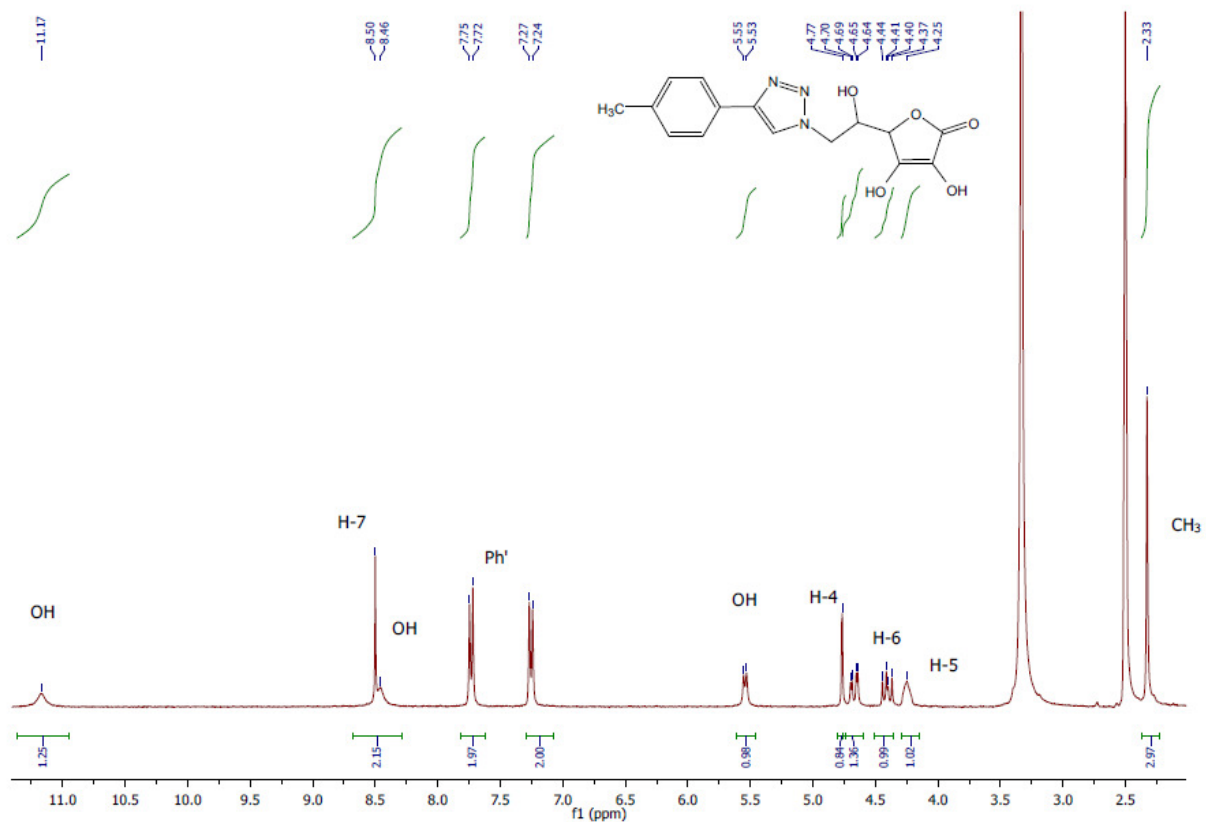 11.17 8.50 8.46 7.75 7.72 7.27 7.24 5.55 5.53 4.77 4.70 4.69 4.65 4.64 4.44 4.41 4.40 4.37 4.25 2.33
HO N N
H₃C N O O
HO OH
H-7 CH₃
Ph'
OH OH OH H-4 H-6 H-5
1.25 2.15 1.97 2.00 0.98 0.84 1.36 0.99 1.02 2.97
11.0 10.5 10.0 9.5 9.0 8.5 8.0 7.5 7.0 6.5 6.0 5.5 5.0 4.5 4.0 3.5 3.0 2.5
f1 (ppm)